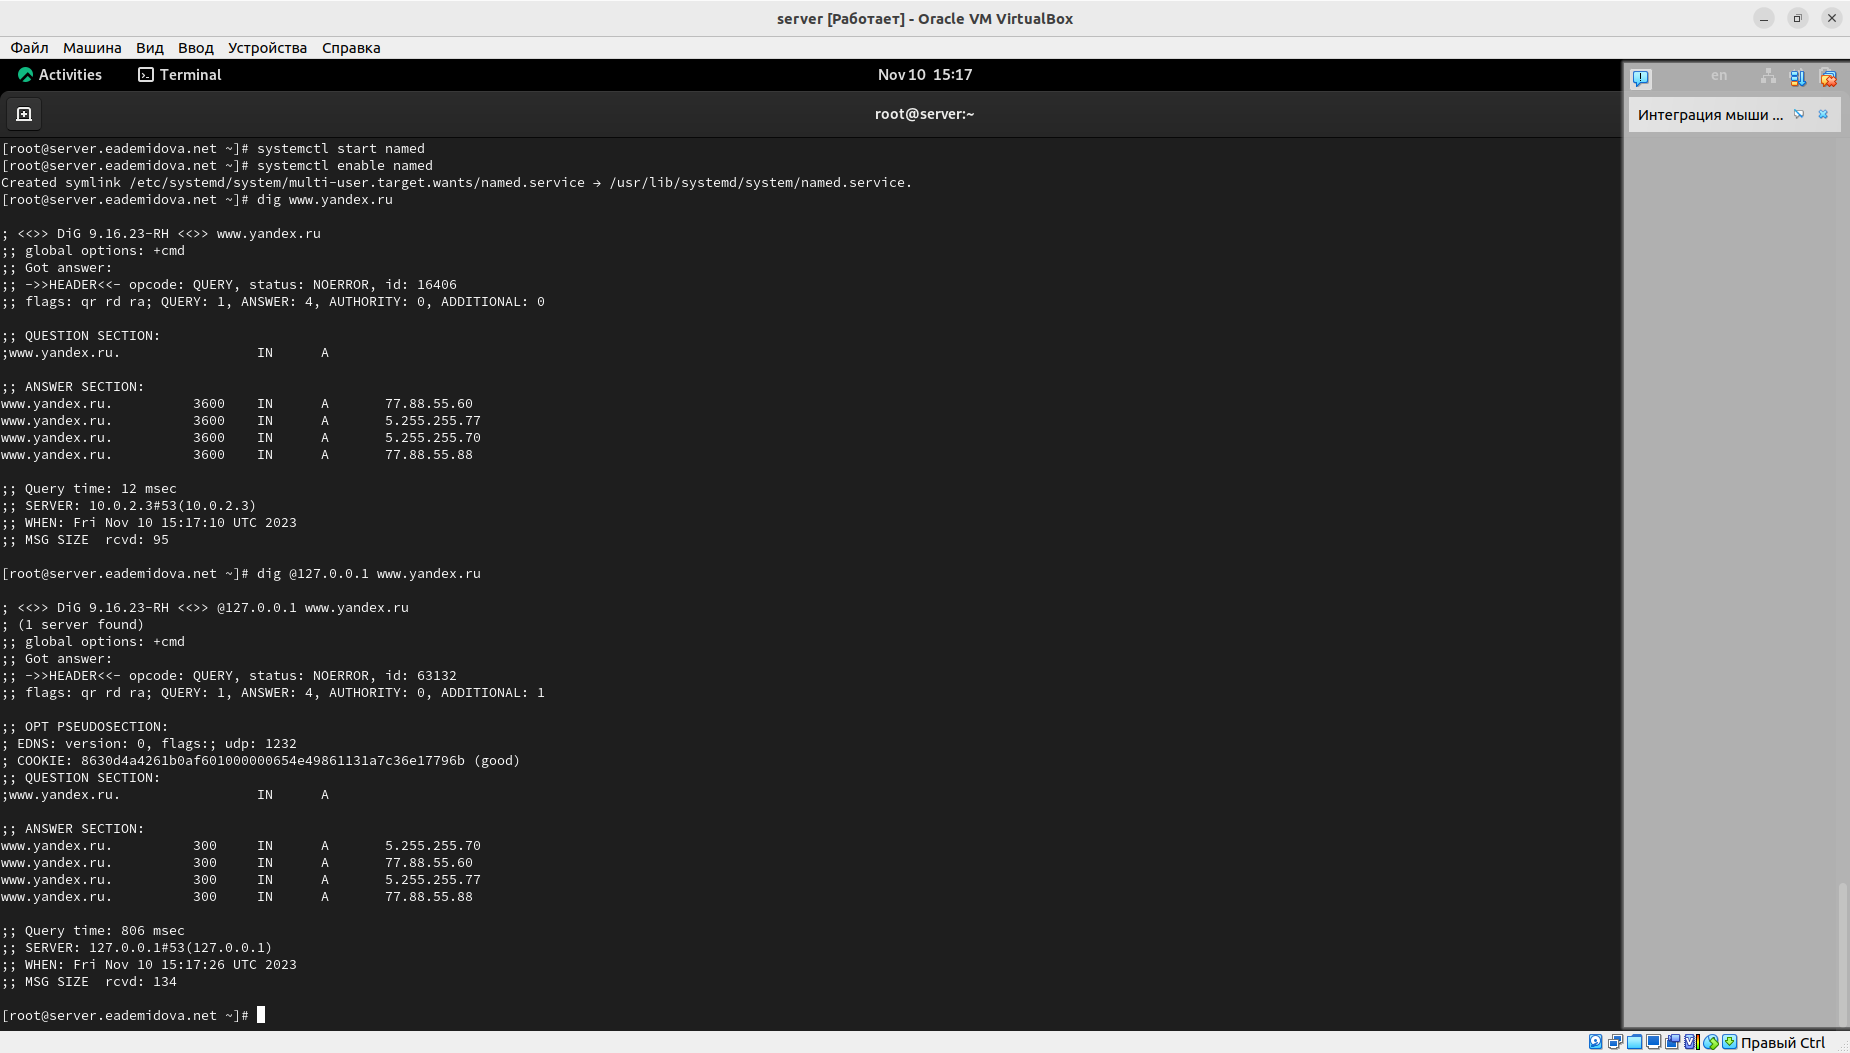 server [Работает] - Oracle VM VirtualBox
Файл Машина Вид Ввод Устройства Справка
Activities Terminal Nov 10 15:17 en
root@server:~
Интеграция мыши ...
[root@server.eademidova.net ~]# systemctl start named
[root@server.eademidova.net ~]# systemctl enable named
Created symlink /etc/systemd/system/multi-user.target.wants/named.service → /usr/lib/systemd/system/named.service.
[root@server.eademidova.net ~]# dig www.yandex.ru
; <<>> DiG 9.16.23-RH <<>> www.yandex.ru
;; global options: +cmd
;; Got answer:
;; ->>HEADER<<- opcode: QUERY, status: NOERROR, id: 16406
;; flags: qr rd ra; QUERY: 1, ANSWER: 4, AUTHORITY: 0, ADDITIONAL: 0
;; QUESTION SECTION:
;www.yandex.ru. IN A
;; ANSWER SECTION:
www.yandex.ru. 3600 IN A 77.88.55.60
www.yandex.ru. 3600 IN A 5.255.255.77
www.yandex.ru. 3600 IN A 5.255.255.70
www.yandex.ru. 3600 IN A 77.88.55.88
;; Query time: 12 msec
;; SERVER: 10.0.2.3#53(10.0.2.3)
;; WHEN: Fri Nov 10 15:17:10 UTC 2023
;; MSG SIZE  rcvd: 95
[root@server.eademidova.net ~]# dig @127.0.0.1 www.yandex.ru
; <<>> DiG 9.16.23-RH <<>> @127.0.0.1 www.yandex.ru
; (1 server found)
;; global options: +cmd
;; Got answer:
;; ->>HEADER<<- opcode: QUERY, status: NOERROR, id: 63132
;; flags: qr rd ra; QUERY: 1, ANSWER: 4, AUTHORITY: 0, ADDITIONAL: 1
;; OPT PSEUDOSECTION:
; EDNS: version: 0, flags:; udp: 1232
; COOKIE: 8630d4a4261b0af601000000654e49861131a7c36e17796b (good)
;; QUESTION SECTION:
;www.yandex.ru. IN A
;; ANSWER SECTION:
www.yandex.ru. 300 IN A 5.255.255.70
www.yandex.ru. 300 IN A 77.88.55.60
www.yandex.ru. 300 IN A 5.255.255.77
www.yandex.ru. 300 IN A 77.88.55.88
;; Query time: 806 msec
;; SERVER: 127.0.0.1#53(127.0.0.1)
;; WHEN: Fri Nov 10 15:17:26 UTC 2023
;; MSG SIZE  rcvd: 134
[root@server.eademidova.net ~]#
Правый Ctrl